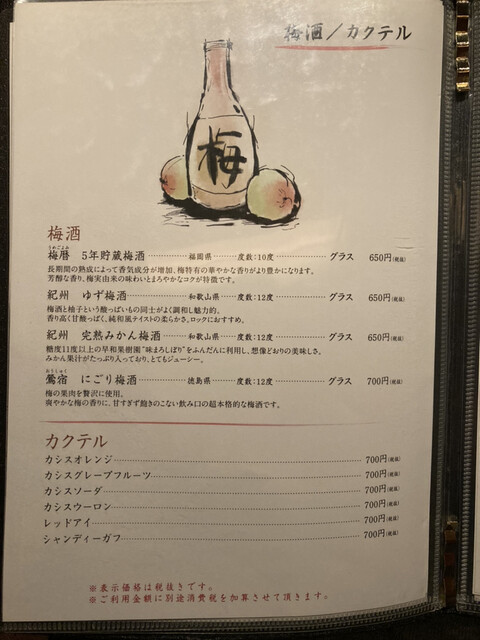 梅酒／カクテル
梅
梅酒
うめごよみ
梅暦 5年貯蔵梅酒 福岡県 度数:10度 グラス 650円(税抜)
長期間の熟成によって香気成分が増加、梅特有の華やかな香りがより豊かになります。
芳醇な香り、梅実由来の味わいとまろやかなコクが特徴です。
紀州 ゆず梅酒 和歌山県 度数:12度 グラス 650円(税抜)
梅酒と柚子という酸っぱいもの同士がよく調和し魅力的。
香り高く甘酸っぱく、純和風テイストの柔らかさ。ロックにおすすめ。
紀州 完熟みかん梅酒 和歌山県 度数:12度 グラス 650円(税抜)
糖度11度以上の早和果樹園"味まろしぼり"をふんだんに利用し、想像どおりの美味しさ。
みかん果汁がたっぷり入っており、とてもジューシー。
おうしゅく
鶯宿 にごり梅酒 徳島県 度数:12度 グラス 700円(税抜)
梅の果肉を贅沢に使用。
爽やかな梅の香りに、甘すぎず飽きのこない飲み口の超本格的な梅酒です。
カクテル
カシスオレンジ 700円(税抜)
カシスグレープフルーツ 700円(税抜)
カシスソーダ 700円(税抜)
カシスウーロン 700円(税抜)
レッドアイ 700円(税抜)
シャンディーガフ 700円(税抜)
※表示価格は税抜きです。
※ご利用金額に別途消費税を加算させて頂きます。